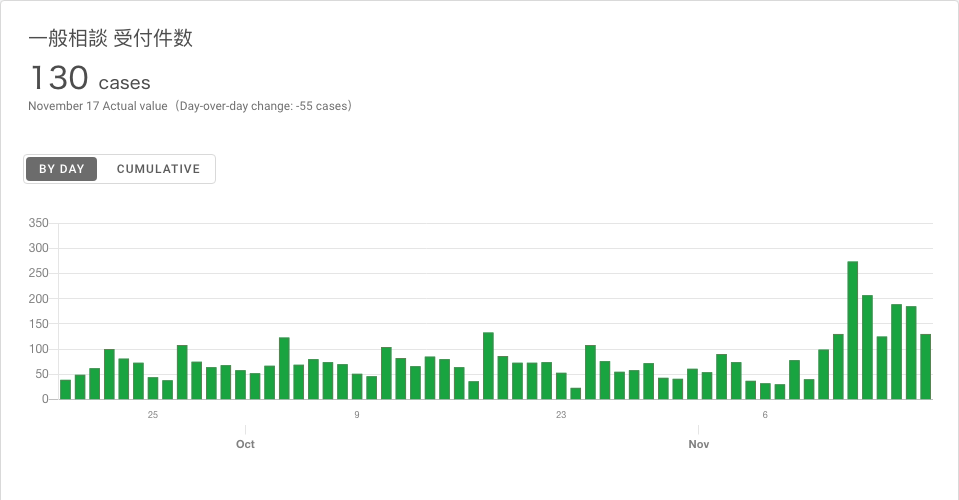 一般相談 受付件数
130 cases
November 17 Actual value（Day-over-day change: -55 cases）
BY DAY CUMULATIVE
350
300
250
200
150
100
50
0
25 9 23 6
Oct Nov